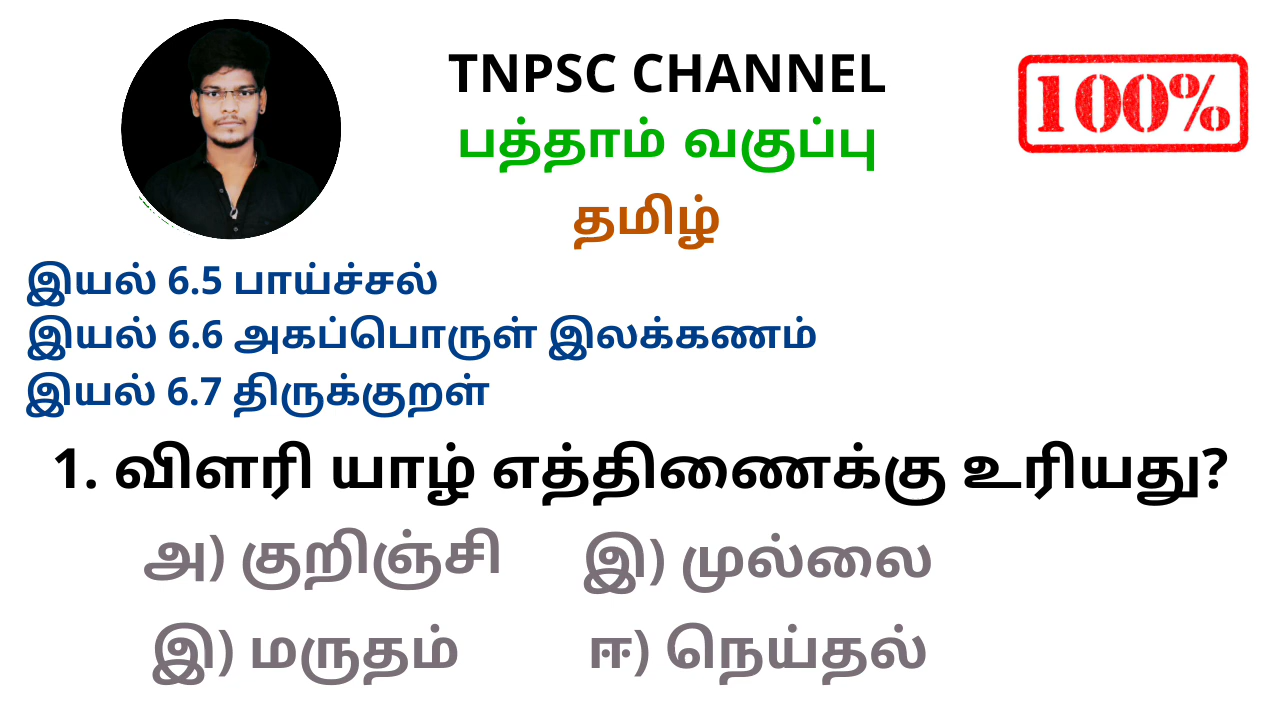 TNPSC CHANNEL
100%
பத்தாம் வகுப்பு
தமிழ்
இயல் 6.5 பாய்ச்சல்
இயல் 6.6 அகப்பொருள் இலக்கணம்
இயல் 6.7 திருக்குறள்
1. விளரி யாழ் எத்திணைக்கு உரியது?
அ) குறிஞ்சி இ) முல்லை
இ) மருதம் ஈ) நெய்தல்